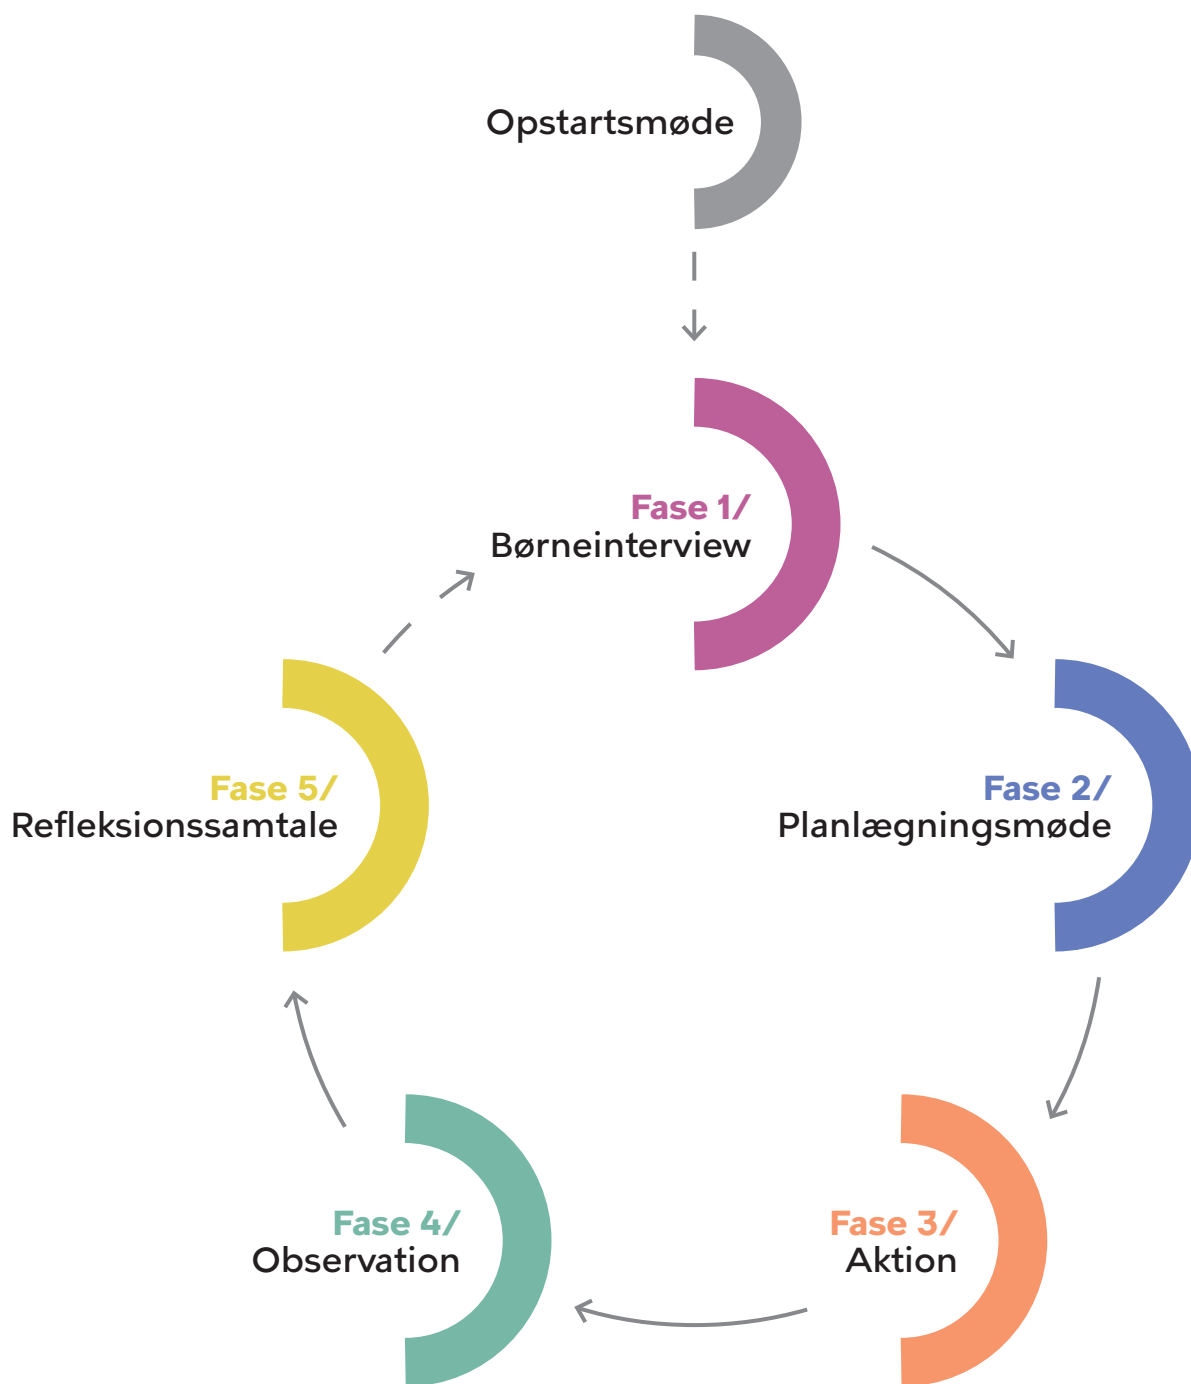 Opstartsmøde
Fase 1/
Børneinterview
Fase 2/
Planlægningsmøde
Fase 3/
Aktion
Fase 4/
Observation
Fase 5/
Refleksionssamtale